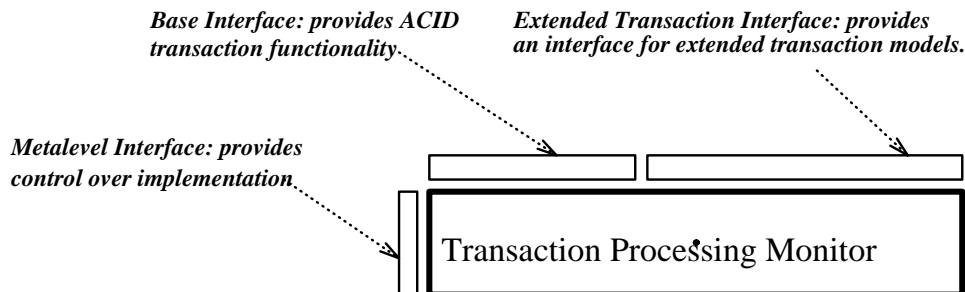 Base Interface: provides ACID
transaction functionality
Extended Transaction Interface: provides
an interface for extended transaction models.
Metalevel Interface: provides
control over implementation
Transaction Processing Monitor